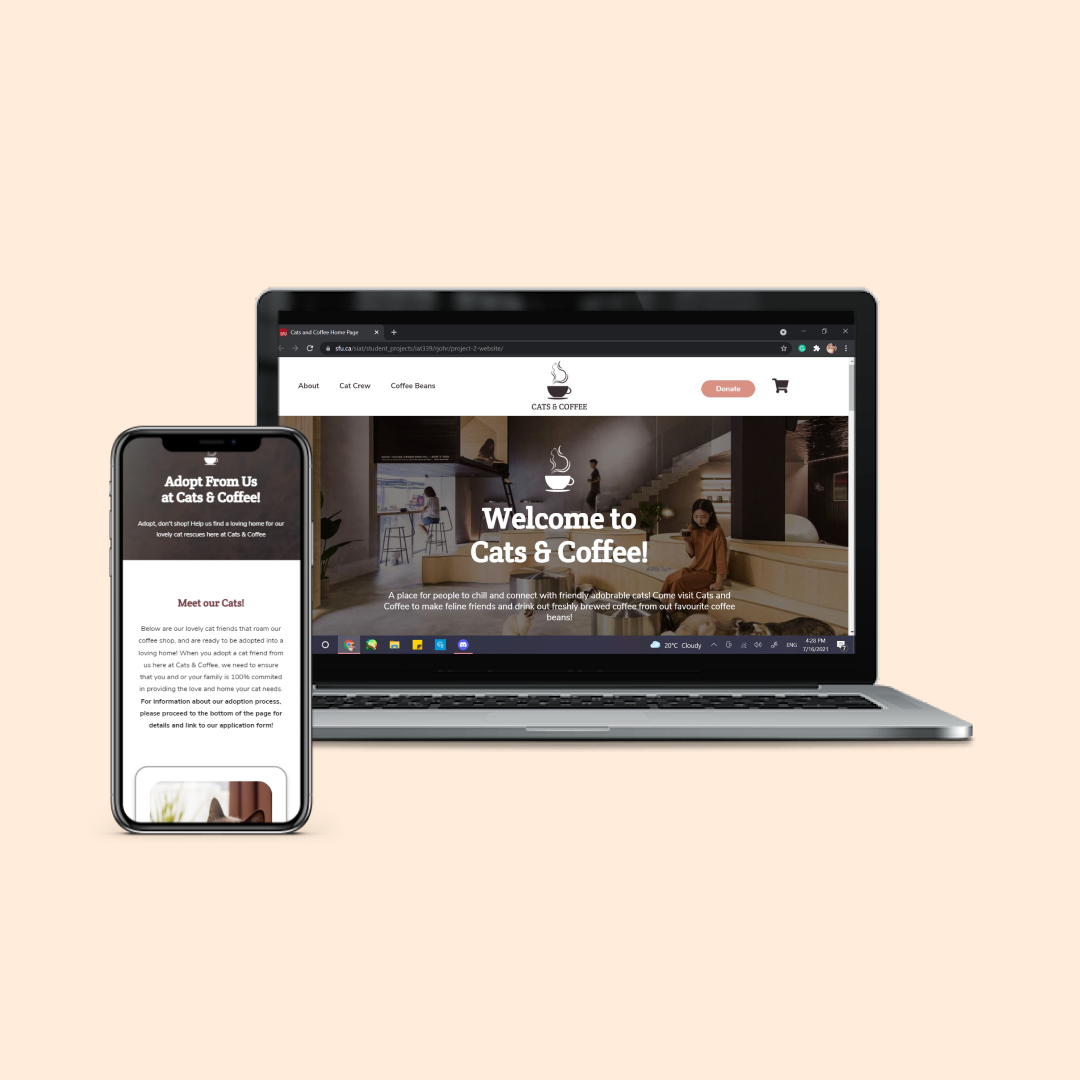 Cats and Coffee Home Page
sfu.ca/siat/student_projects/iat339/rjohr/project-2-website/
About Cat Crew Coffee Beans
CATS & COFFEE
Donate
Welcome to
Cats & Coffee!
A place for people to chill and connect with friendly adobrable cats! Come visit Cats and
Coffee to make feline friends and drink out freshly brewed coffee from out favourite coffee
beans!
20°C Cloudy
ENG
4:28 PM
7/16/2021
Adopt From Us
at Cats & Coffee!
Adopt, don't shop! Help us find a loving home for our
lovely cat rescues here at Cats & Coffee
Meet our Cats!
Below are our lovely cat friends that roam our
coffee shop, and are ready to be adopted into a
loving home! When you adopt a cat friend from
us here at Cats & Coffee, we need to ensure
that you and or your family is 100% commited
in providing the love and home your cat needs.
For information about our adoption process,
please proceed to the bottom of the page for
details and link to our application form!